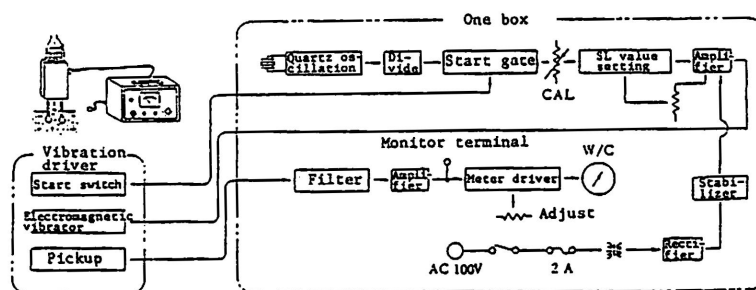 One box
Quartz os-
cillation
Di-
vide
Start gate
CAL
SL value
setting
Ampli-
fier
Monitor terminal
W/C
Vibration
driver
Start switch
Electromagnetic
vibrator
Pickup
Filter
Ampli-
fier
Meter driver
Adjust
Stabi-
lizer
AC 100V
2 A
Recti-
fier